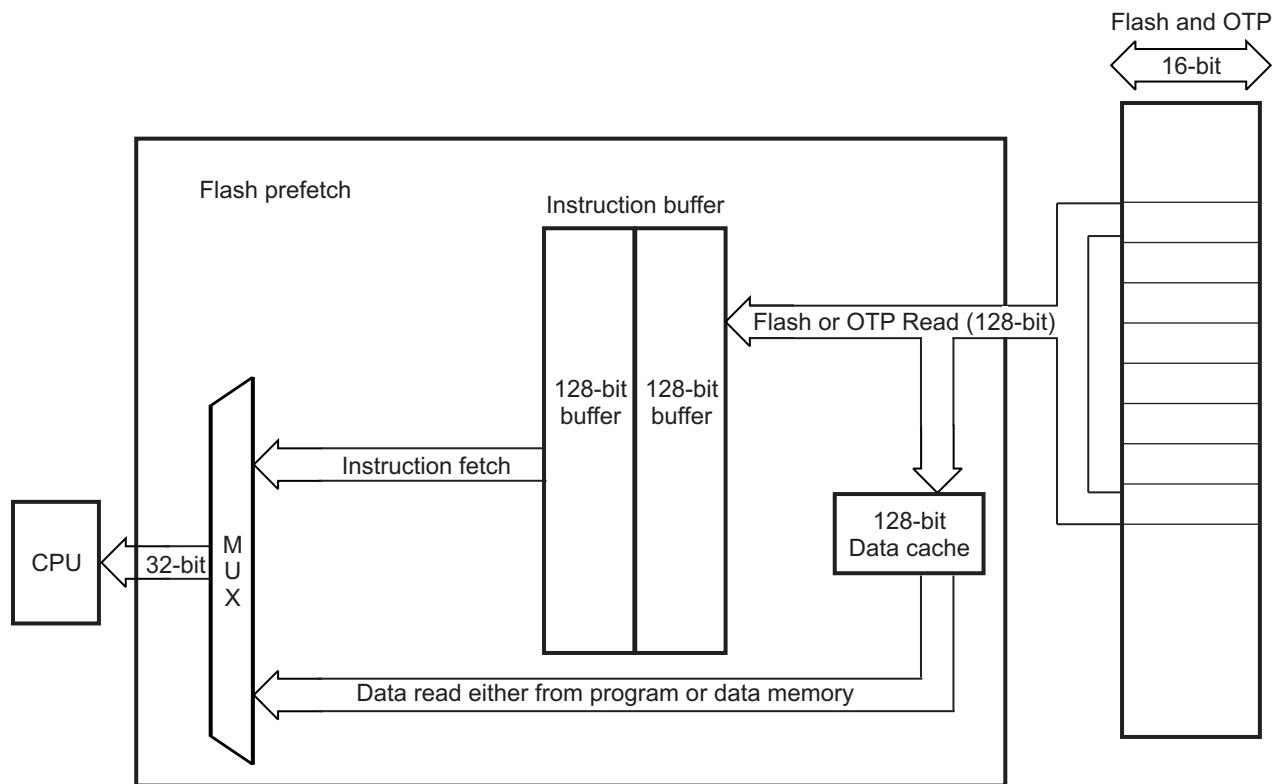 Flash and OTP
16-bit
Flash prefetch
Instruction buffer
Flash or OTP Read (128-bit)
128-bit
buffer
128-bit
buffer
Instruction fetch
128-bit
Data cache
CPU
32-bit
M
U
X
Data read either from program or data memory